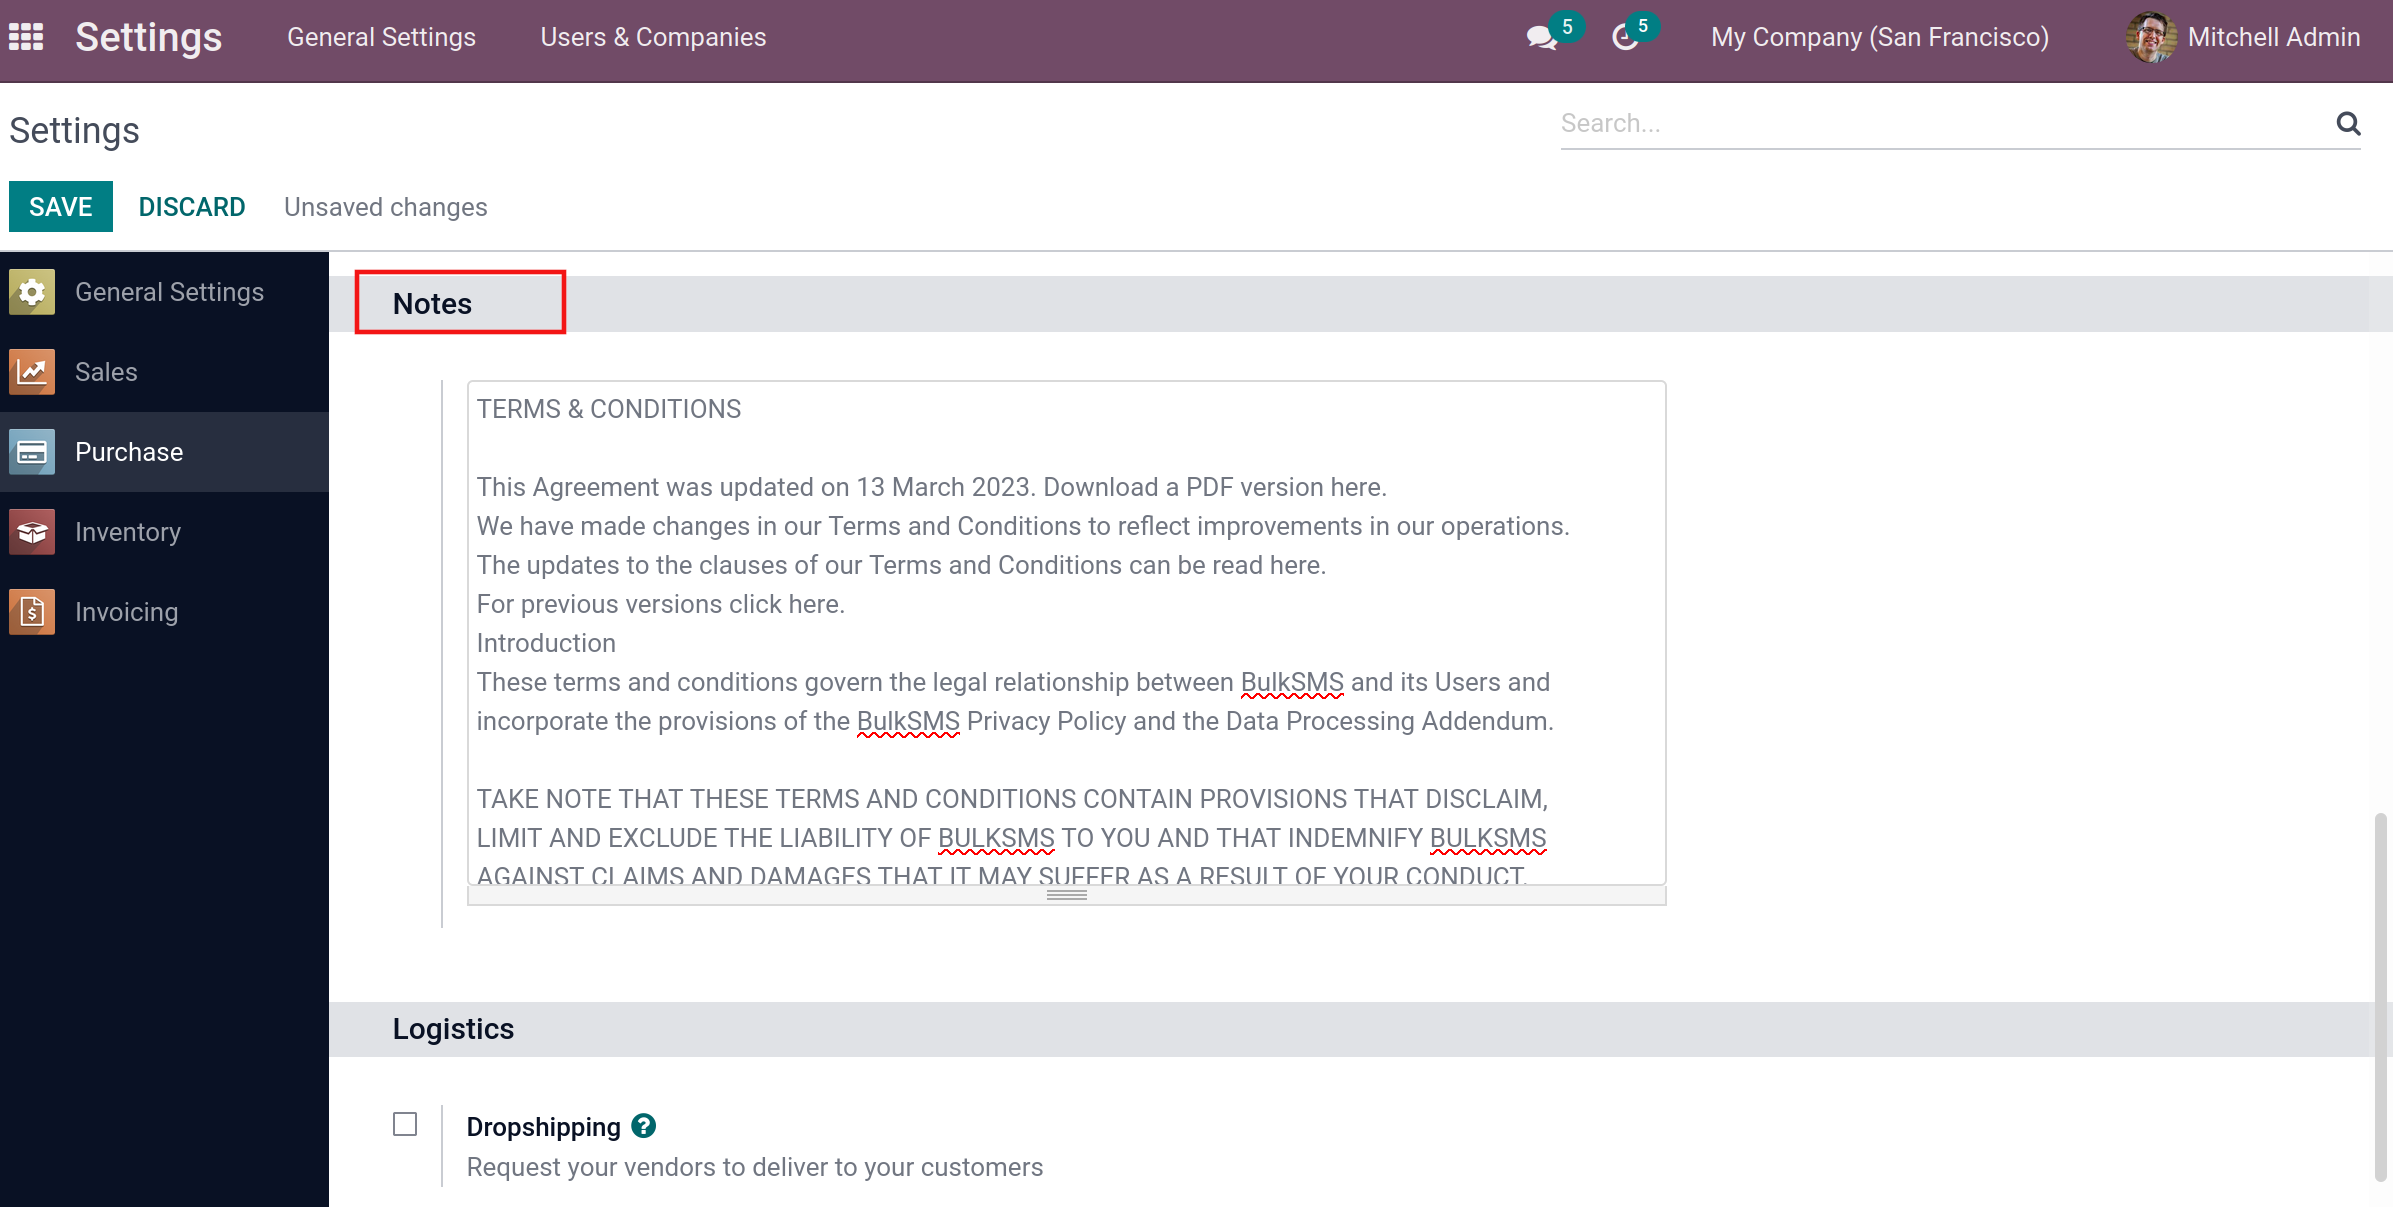 Settings
General Settings
Users & Companies
5
5
My Company (San Francisco)
Mitchell Admin
Settings
Search...
SAVE
DISCARD
Unsaved changes
General Settings
Sales
Purchase
Inventory
Invoicing
Notes
TERMS & CONDITIONS
This Agreement was updated on 13 March 2023. Download a PDF version here.
We have made changes in our Terms and Conditions to reflect improvements in our operations.
The updates to the clauses of our Terms and Conditions can be read here.
For previous versions click here.
Introduction
These terms and conditions govern the legal relationship between BulkSMS and its Users and
incorporate the provisions of the BulkSMS Privacy Policy and the Data Processing Addendum.
TAKE NOTE THAT THESE TERMS AND CONDITIONS CONTAIN PROVISIONS THAT DISCLAIM,
LIMIT AND EXCLUDE THE LIABILITY OF BULKSMS TO YOU AND THAT INDEMNIFY BULKSMS
AGAINST CLAIMS AND DAMAGES THAT IT MAY SUFFER AS A RESULT OF YOUR CONDUCT.
Logistics
Dropshipping ?
Request your vendors to deliver to your customers